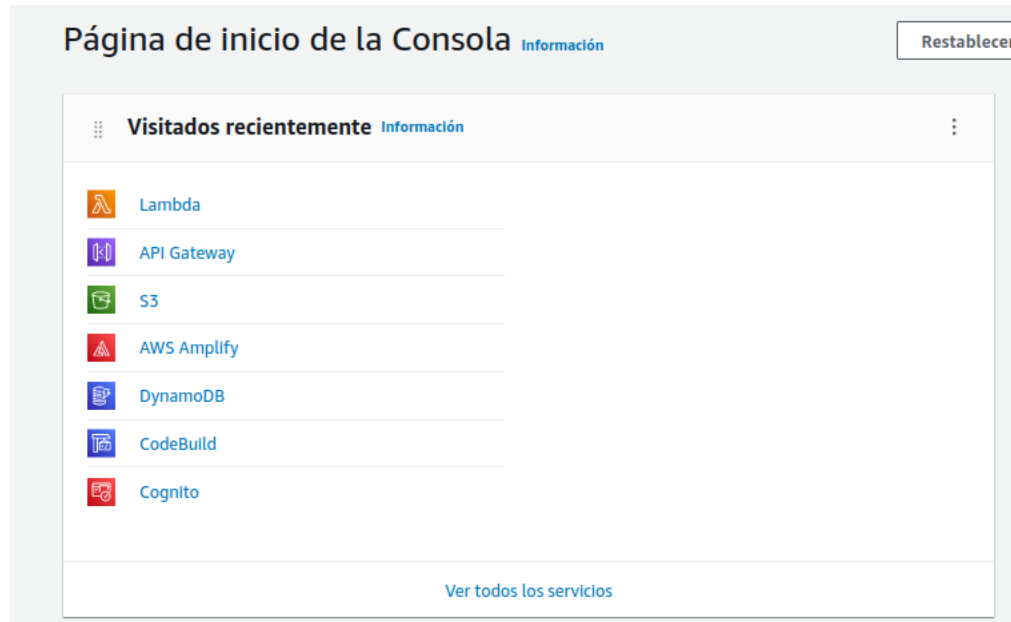 Página de inicio de la Consola Información
Restablecer
Visitados recientemente Información
Lambda
API Gateway
S3
AWS Amplify
DynamoDB
CodeBuild
Cognito
Ver todos los servicios